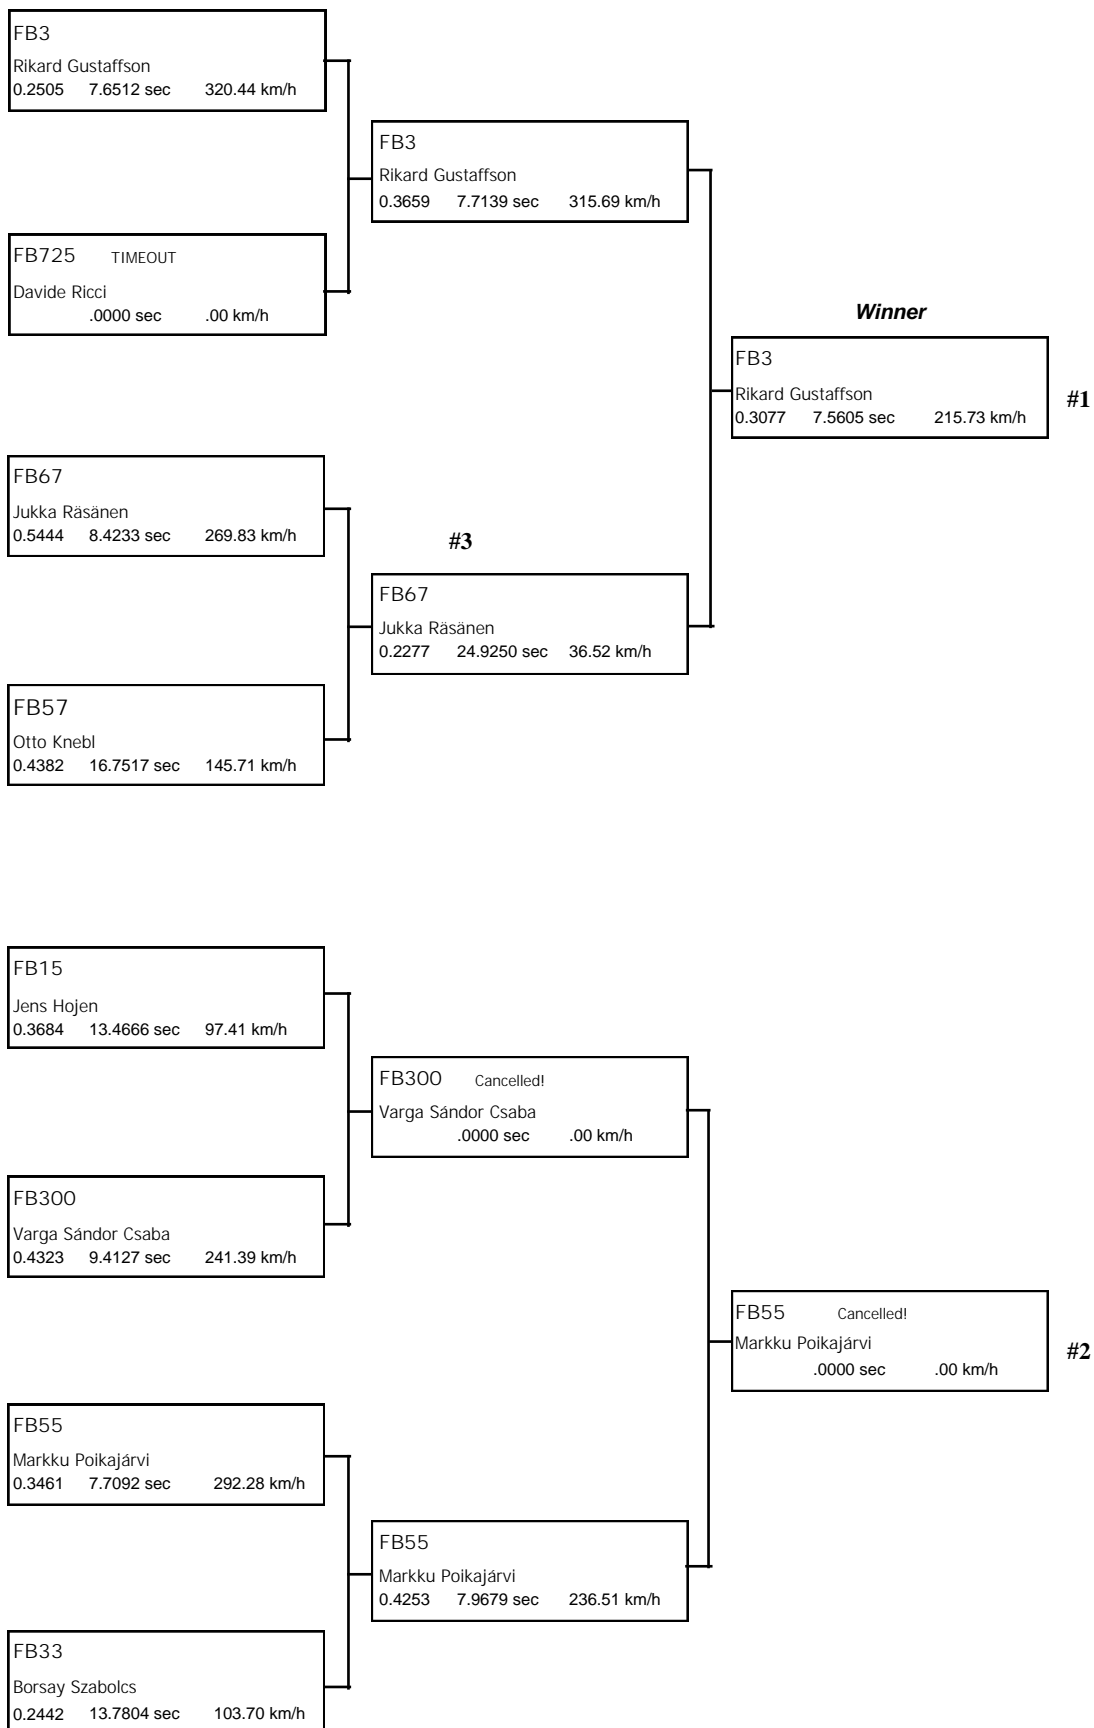 FB3
Rikard Gustaffson
0.2505 7.6512 sec 320.44 km/h
FB725 TIMEOUT
Davide Ricci
.0000 sec .00 km/h
FB67
Jukka Räsänen
0.5444 8.4233 sec 269.83 km/h
FB57
Otto Knebl
0.4382 16.7517 sec 145.71 km/h
FB3
Rikard Gustaffson
0.3659 7.7139 sec 315.69 km/h
#3
FB67
Jukka Räsänen
0.2277 24.9250 sec 36.52 km/h
Winner
FB3
Rikard Gustaffson
0.3077 7.5605 sec 215.73 km/h
#1
FB15
Jens Hojen
0.3684 13.4666 sec 97.41 km/h
FB300
Varga Sándor Csaba
0.4323 9.4127 sec 241.39 km/h
FB55
Markku Poikajárvi
0.3461 7.7092 sec 292.28 km/h
FB33
Borsay Szabolcs
0.2442 13.7804 sec 103.70 km/h
FB300 Cancelled!
Varga Sándor Csaba
.0000 sec .00 km/h
FB55
Markku Poikajárvi
0.4253 7.9679 sec 236.51 km/h
FB55 Cancelled!
Markku Poikajárvi
.0000 sec .00 km/h
#2